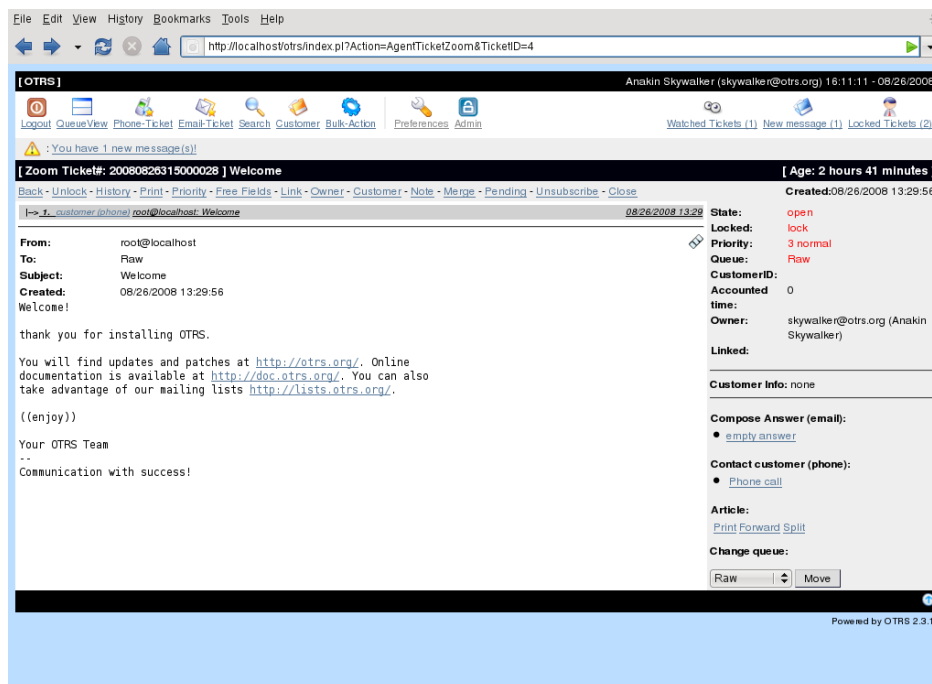 File Edit View History Bookmarks Tools Help
http://localhost/otrs/index.pl?Action=AgentTicketZoom&TicketID=4
[ OTRS ] Anakin Skywalker (skywalker@otrs.org) 16:11:11 - 08/26/2008
Logout QueueView Phone-Ticket Email-Ticket Search Customer Bulk-Action Preferences Admin Watched Tickets (1) New message (1) Locked Tickets (2)
: You have 1 new message(s)!
[ Zoom Ticket#: 20080826315000028 ] Welcome [ Age: 2 hours 41 minutes ]
Back - Unlock - History - Print - Priority - Free Fields - Link - Owner - Customer - Note - Merge - Pending - Unsubscribe - Close
|--> 1. customer (phone) root@localhost: Welcome 08/26/2008 13:29
From: root@localhost
To: Raw
Subject: Welcome
Created: 08/26/2008 13:29:56
Welcome!
thank you for installing OTRS.
You will find updates and patches at http://otrs.org/. Online
documentation is available at http://doc.otrs.org/. You can also
take advantage of our mailing lists http://lists.otrs.org/.
((enjoy))
Your OTRS Team
--
Communication with success!
Created:08/26/2008 13:29:56
State: open
Locked: lock
Priority: 3 normal
Queue: Raw
CustomerID:
Accounted 0
time:
Owner: skywalker@otrs.org (Anakin
Skywalker)
Linked:
Customer Info: none
Compose Answer (email):
empty answer
Contact customer (phone):
Phone call
Article:
Print Forward Split
Change queue:
Raw Move
Powered by OTRS 2.3.1